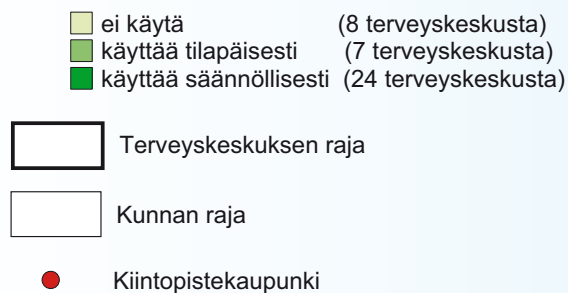 ei käytä (8 terveyskeskusta)
käyttää tilapäisesti (7 terveyskeskusta)
käyttää säännöllisesti (24 terveyskeskusta)
Terveyskeskuksen raja
Kunnan raja
Kiintopistekaupunki